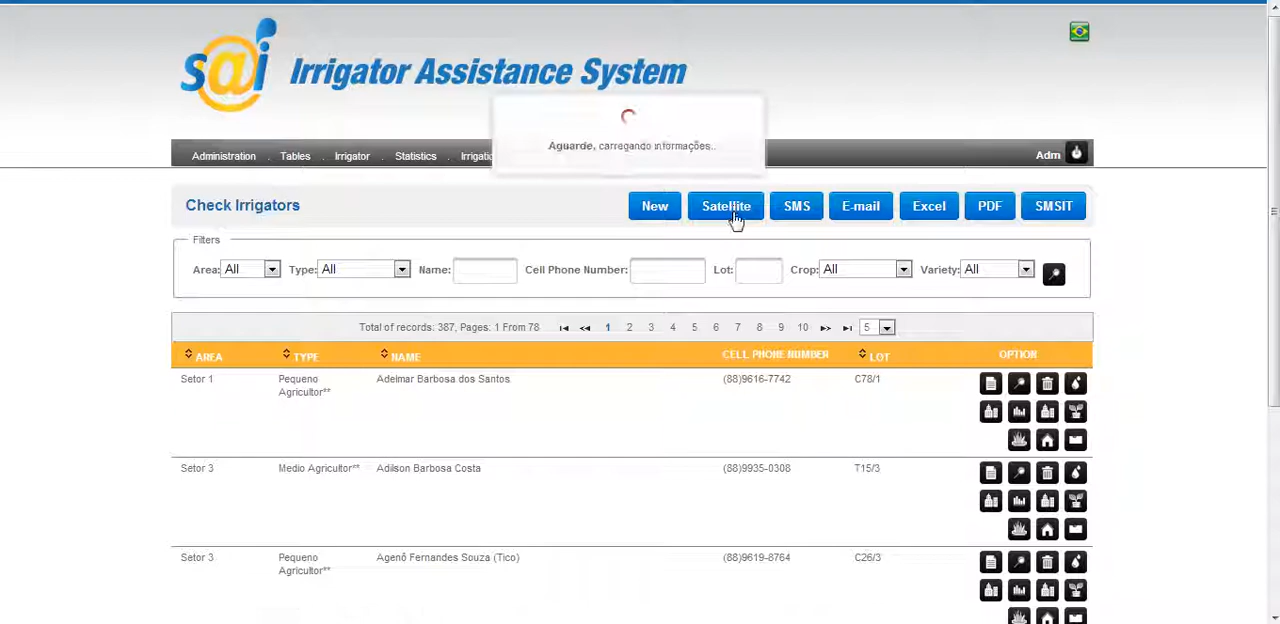 s@i Irrigator Assistance System
Aguarde, carregando informações..
Administration . Tables . Irrigator . Statistics . Irrigatio
Adm
Check Irrigators
New Satellite SMS E-mail Excel PDF SMSIT
Filters
Area: All Type: All Name: Cell Phone Number: Lot: Crop: All Variety: All
Total of records: 387, Pages: 1 From 78 1 2 3 4 5 6 7 8 9 10 5
AREA TYPE NAME CELL PHONE NUMBER LOT OPTION
Setor 1 Pequeno Adelmar Barbosa dos Santos (88)9616-7742 C78/1
Agricultor**
Setor 3 Medio Agricultor** Adilson Barbosa Costa (88)9935-0308 T15/3
Setor 3 Pequeno Agenô Fernandes Souza (Tico) (88)9619-8764 C26/3
Agricultor**